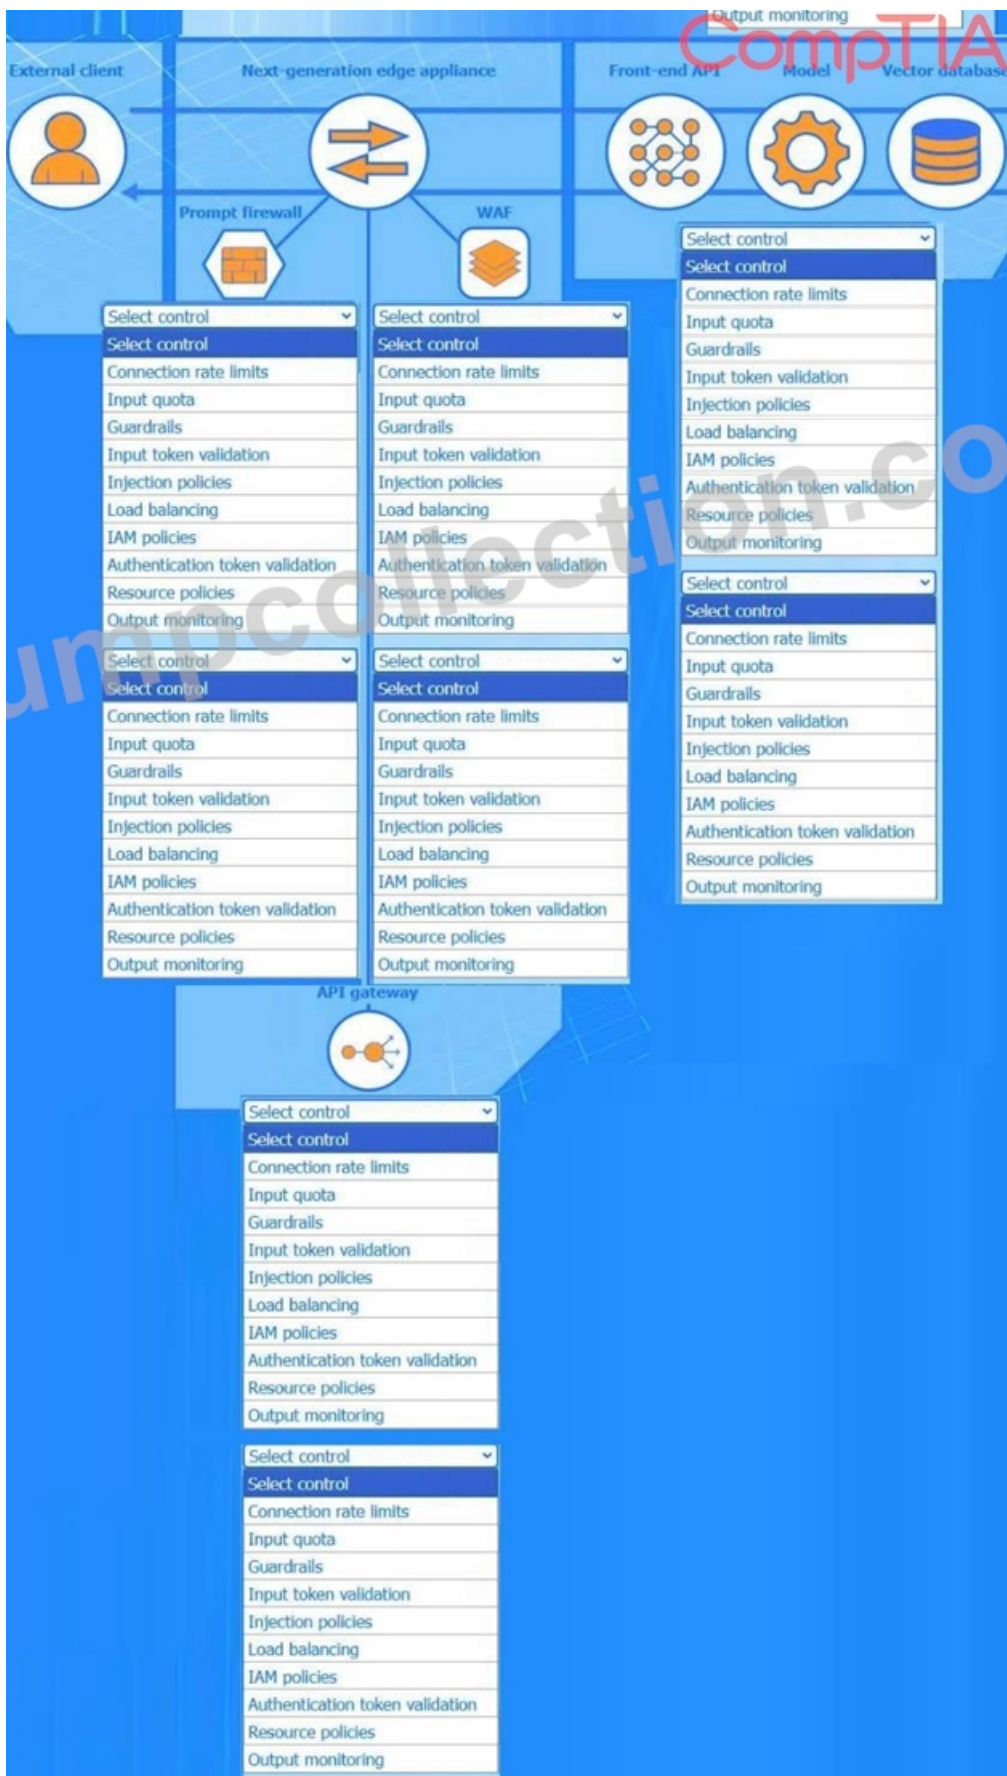 Output monitoring
CompTIA
External client
Next-generation edge appliance
Front-end API
Model
Vector database
Prompt firewall
WAF
Select control
Select control
Connection rate limits
Input quota
Guardrails
Input token validation
Injection policies
Load balancing
IAM policies
Authentication token validation
Resource policies
Output monitoring
Select control
Select control
Connection rate limits
Input quota
Guardrails
Input token validation
Injection policies
Load balancing
IAM policies
Authentication token validation
Resource policies
Output monitoring
Select control
Select control
Connection rate limits
Input quota
Guardrails
Input token validation
Injection policies
Load balancing
IAM policies
Authentication token validation
Resource policies
Output monitoring
Select control
Select control
Connection rate limits
Input quota
Guardrails
Input token validation
Injection policies
Load balancing
IAM policies
Authentication token validation
Resource policies
Output monitoring
Select control
Select control
Connection rate limits
Input quota
Guardrails
Input token validation
Injection policies
Load balancing
IAM policies
Authentication token validation
Resource policies
Output monitoring
Select control
Select control
Connection rate limits
Input quota
Guardrails
Input token validation
Injection policies
Load balancing
IAM policies
Authentication token validation
Resource policies
Output monitoring
umpcollection.co
API gateway
Select control
Select control
Connection rate limits
Input quota
Guardrails
Input token validation
Injection policies
Load balancing
IAM policies
Authentication token validation
Resource policies
Output monitoring
Select control
Select control
Connection rate limits
Input quota
Guardrails
Input token validation
Injection policies
Load balancing
IAM policies
Authentication token validation
Resource policies
Output monitoring